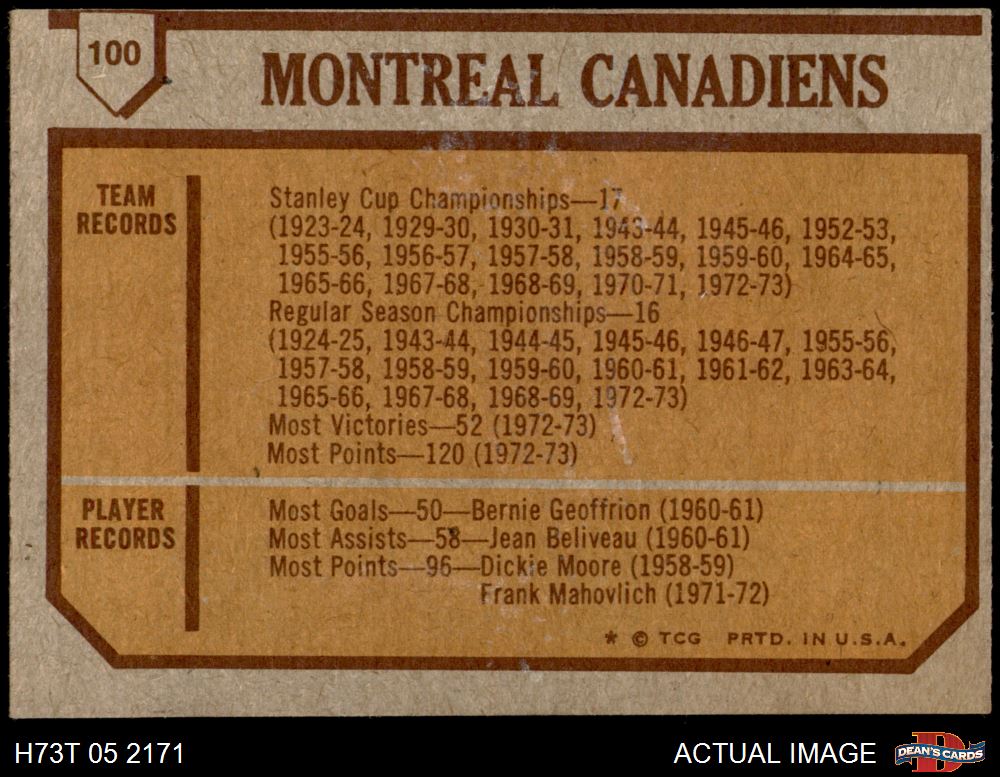 100
MONTREAL CANADIENS
TEAM
RECORDS
Stanley Cup Championships—17
(1923-24, 1929-30, 1930-31, 1943-44, 1945-46, 1952-53,
1955-56, 1956-57, 1957-58, 1958-59, 1959-60, 1964-65,
1965-66, 1967-68, 1968-69, 1970-71, 1972-73)
Regular Season Championships—16
(1924-25, 1943-44, 1944-45, 1945-46, 1946-47, 1955-56,
1957-58, 1958-59, 1959-60, 1960-61, 1961-62, 1963-64,
1965-66, 1967-68, 1968-69, 1972-73)
Most Victories—52 (1972-73)
Most Points—120 (1972-73)
PLAYER
RECORDS
Most Goals—50—Bernie Geoffrion (1960-61)
Most Assists—58—Jean Beliveau (1960-61)
Most Points—96—Dickie Moore (1958-59)
Frank Mahovlich (1971-72)
* © TCG PRTD. IN U.S.A.
H73T 05 2171
ACTUAL IMAGE
DEAN'S CARDS